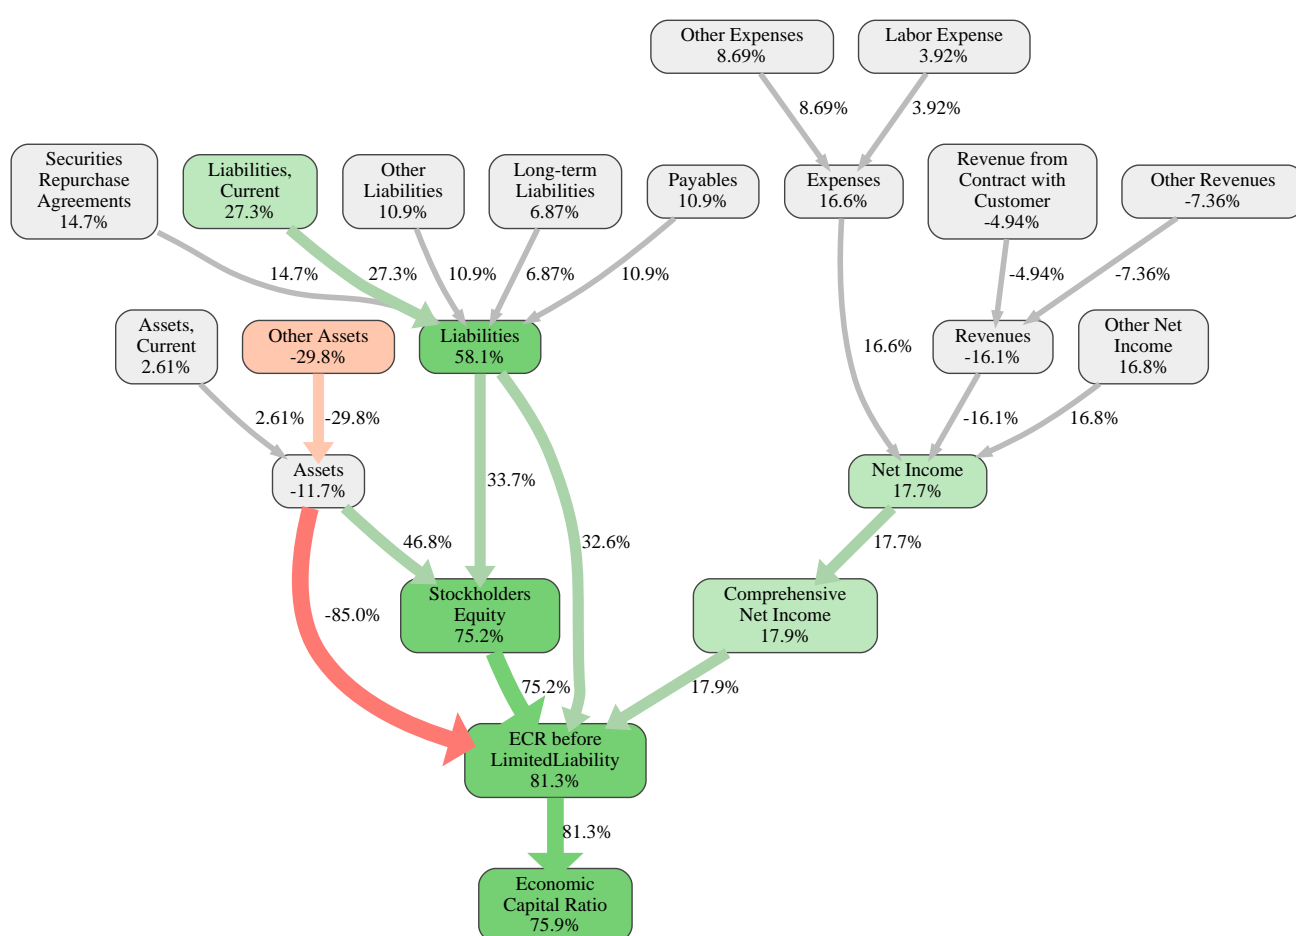 Other Expenses
8.69%
Labor Expense
3.92%
8.69%
3.92%
Securities
Repurchase
Agreements
14.7%
Liabilities,
Current
27.3%
Other
Liabilities
10.9%
Long-term
Liabilities
6.87%
Payables
10.9%
Expenses
16.6%
Revenue from
Contract with
Customer
-4.94%
Other Revenues
-7.36%
14.7%
27.3%
10.9%
6.87%
10.9%
-4.94%
-7.36%
Assets,
Current
2.61%
Other Assets
-29.8%
Liabilities
58.1%
16.6%
Revenues
-16.1%
Other Net
Income
16.8%
2.61%
-29.8%
-16.1%
16.8%
Assets
-11.7%
33.7%
Net Income
17.7%
46.8%
32.6%
17.7%
-85.0%
Stockholders
Equity
75.2%
Comprehensive
Net Income
17.9%
75.2%
17.9%
ECR before
LimitedLiability
81.3%
81.3%
Economic
Capital Ratio
75.9%